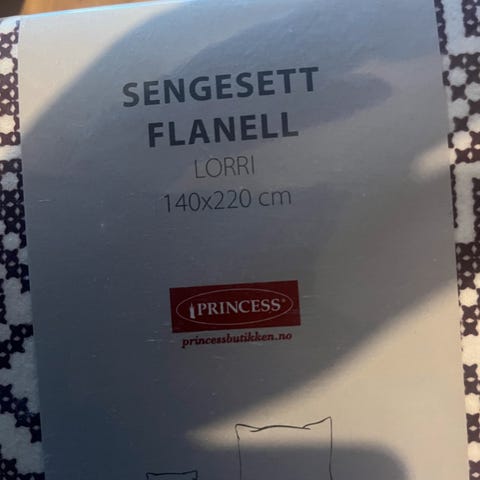 SENGESETT
FLANELL
LORRI
140x220 cm
PRINCESS®
princessbutikken.no